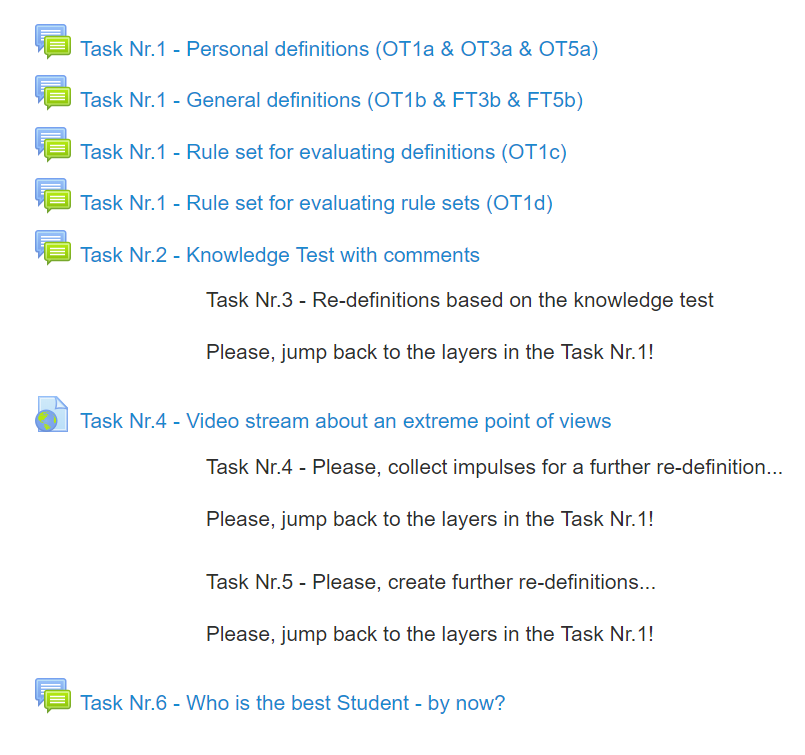 Task Nr.1 - Personal definitions (OT1a & OT3a & OT5a)
Task Nr.1 - General definitions (OT1b & FT3b & FT5b)
Task Nr.1 - Rule set for evaluating definitions (OT1c)
Task Nr.1 - Rule set for evaluating rule sets (OT1d)
Task Nr.2 - Knowledge Test with comments
Task Nr.3 - Re-definitions based on the knowledge test
Please, jump back to the layers in the Task Nr.1!
Task Nr.4 - Video stream about an extreme point of views
Task Nr.4 - Please, collect impulses for a further re-definition...
Please, jump back to the layers in the Task Nr.1!
Task Nr.5 - Please, create further re-definitions...
Please, jump back to the layers in the Task Nr.1!
Task Nr.6 - Who is the best Student - by now?